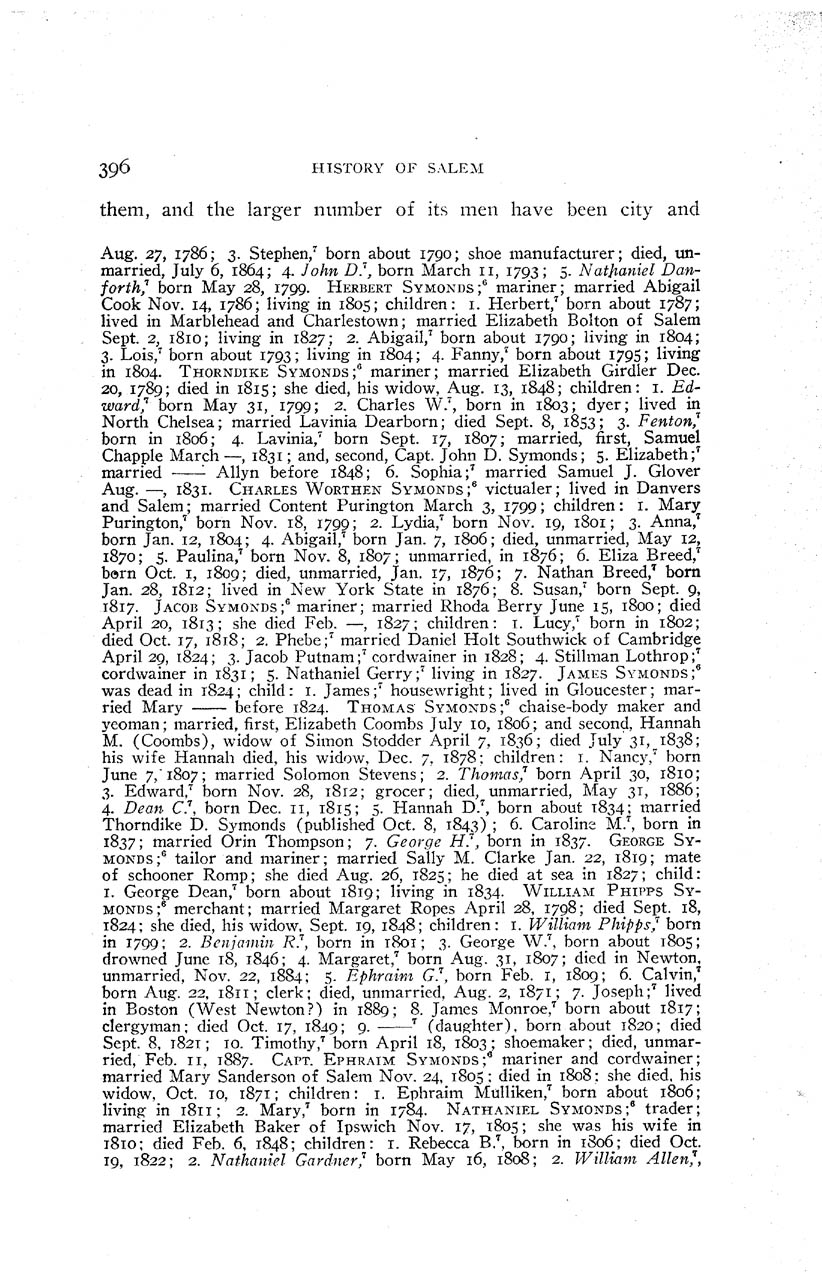 396 HISTORY OF SALEM
them, and the larger number of its men have been city and
Aug. 27, 1786; 3. Stephen,⁷ born about 1790; shoe manufacturer; died, un-
married, July 6, 1864; 4. John D.⁷, born March 11, 1793; 5. Nathaniel Dan-
forth,⁷ born May 28, 1799. HERBERT SYMONDS;⁶ mariner; married Abigail
Cook Nov. 14, 1786; living in 1805; children: 1. Herbert,⁷ born about 1787;
lived in Marblehead and Charlestown; married Elizabeth Bolton of Salem
Sept. 2, 1810; living in 1827; 2. Abigail,⁷ born about 1790; living in 1804;
3. Lois,⁷ born about 1793; living in 1804; 4. Fanny,⁷ born about 1795; living
in 1804. THORNDIKE SYMONDS;⁶ mariner; married Elizabeth Girdler Dec.
20, 1789; died in 1815; she died, his widow, Aug. 13, 1848; children: 1. Ed-
ward,⁷ born May 31, 1799; 2. Charles W.⁷, born in 1803; dyer; lived in
North Chelsea; married Lavinia Dearborn; died Sept. 8, 1853; 3. Fenton,⁷
born in 1806; 4. Lavinia,⁷ born Sept. 17, 1807; married, first, Samuel
Chapple March —, 1831; and, second, Capt. John D. Symonds; 5. Elizabeth;⁷
married —— Allyn before 1848; 6. Sophia;⁷ married Samuel J. Glover
Aug. —, 1831. CHARLES WORTHEN SYMONDS;⁶ victualer; lived in Danvers
and Salem; married Content Purington March 3, 1799; children: 1. Mary
Purington,⁷ born Nov. 18, 1799; 2. Lydia,⁷ born Nov. 19, 1801; 3. Anna,⁷
born Jan. 12, 1804; 4. Abigail,⁷ born Jan. 7, 1806; died, unmarried, May 12,
1870; 5. Paulina,⁷ born Nov. 8, 1807; unmarried, in 1876; 6. Eliza Breed,⁷
born Oct. 1, 1809; died, unmarried, Jan. 17, 1876; 7. Nathan Breed,⁷ born
Jan. 28, 1812; lived in New York State in 1876; 8. Susan,⁷ born Sept. 9,
1817. JACOB SYMONDS;⁶ mariner; married Rhoda Berry June 15, 1800; died
April 20, 1813; she died Feb. —, 1827; children: 1. Lucy,⁷ born in 1802;
died Oct. 17, 1818; 2. Phebe;⁷ married Daniel Holt Southwick of Cambridge
April 29, 1824; 3. Jacob Putnam;⁷ cordwainer in 1828; 4. Stillman Lothrop;⁷
cordwainer in 1831; 5. Nathaniel Gerry;⁷ living in 1827. JAMES SYMONDS;⁶
was dead in 1824; child: 1. James;⁷ housewright; lived in Gloucester; mar-
ried Mary —— before 1824. THOMAS SYMONDS;⁶ chaise-body maker and
yeoman; married, first, Elizabeth Coombs July 10, 1806; and second, Hannah
M. (Coombs), widow of Simon Stodder April 7, 1836; died July 31, 1838;
his wife Hannah died, his widow, Dec. 7, 1878; children: 1. Nancy,⁷ born
June 7, 1807; married Solomon Stevens; 2. Thomas,⁷ born April 30, 1810;
3. Edward,⁷ born Nov. 28, 1812; grocer; died, unmarried, May 31, 1886;
4. Dean C.⁷, born Dec. 11, 1815; 5. Hannah D.⁷, born about 1834; married
Thorndike D. Symonds (published Oct. 8, 1843); 6. Caroline M.⁷, born in
1837; married Orin Thompson; 7. George H.⁷, born in 1837. GEORGE SY-
MONDS;⁶ tailor and mariner; married Sally M. Clarke Jan. 22, 1819; mate
of schooner Romp; she died Aug. 26, 1825; he died at sea in 1827; child:
1. George Dean,⁷ born about 1819; living in 1834. WILLIAM PHIPPS SY-
MONDS;⁶ merchant; married Margaret Ropes April 28, 1798; died Sept. 18,
1824; she died, his widow, Sept. 19, 1848; children: 1. William Phipps,⁷ born
in 1799; 2. Benjamin R.⁷, born in 1801; 3. George W.⁷, born about 1805;
drowned June 18, 1846; 4. Margaret,⁷ born Aug. 31, 1807; died in Newton,
unmarried, Nov. 22, 1884; 5. Ephraim G.⁷, born Feb. 1, 1809; 6. Calvin,⁷
born Aug. 22, 1811; clerk; died, unmarried, Aug. 2, 1871; 7. Joseph;⁷ lived
in Boston (West Newton?) in 1889; 8. James Monroe,⁷ born about 1817;
clergyman; died Oct. 17, 1849; 9. ——⁷ (daughter), born about 1820; died
Sept. 8, 1821; 10. Timothy,⁷ born April 18, 1803; shoemaker; died, unmar-
ried, Feb. 11, 1887. CAPT. EPHRAIM SYMONDS;⁶ mariner and cordwainer;
married Mary Sanderson of Salem Nov. 24, 1805; died in 1808; she died, his
widow, Oct. 10, 1871; children: 1. Ephraim Mulliken,⁷ born about 1806;
living in 1811; 2. Mary,⁷ born in 1784. NATHANIEL SYMONDS;⁶ trader;
married Elizabeth Baker of Ipswich Nov. 17, 1805; she was his wife in
1810; died Feb. 6, 1848; children: 1. Rebecca B.⁷, born in 1806; died Oct.
19, 1822; 2. Nathaniel Gardner,⁷ born May 16, 1808; 2. William Allen,⁷,